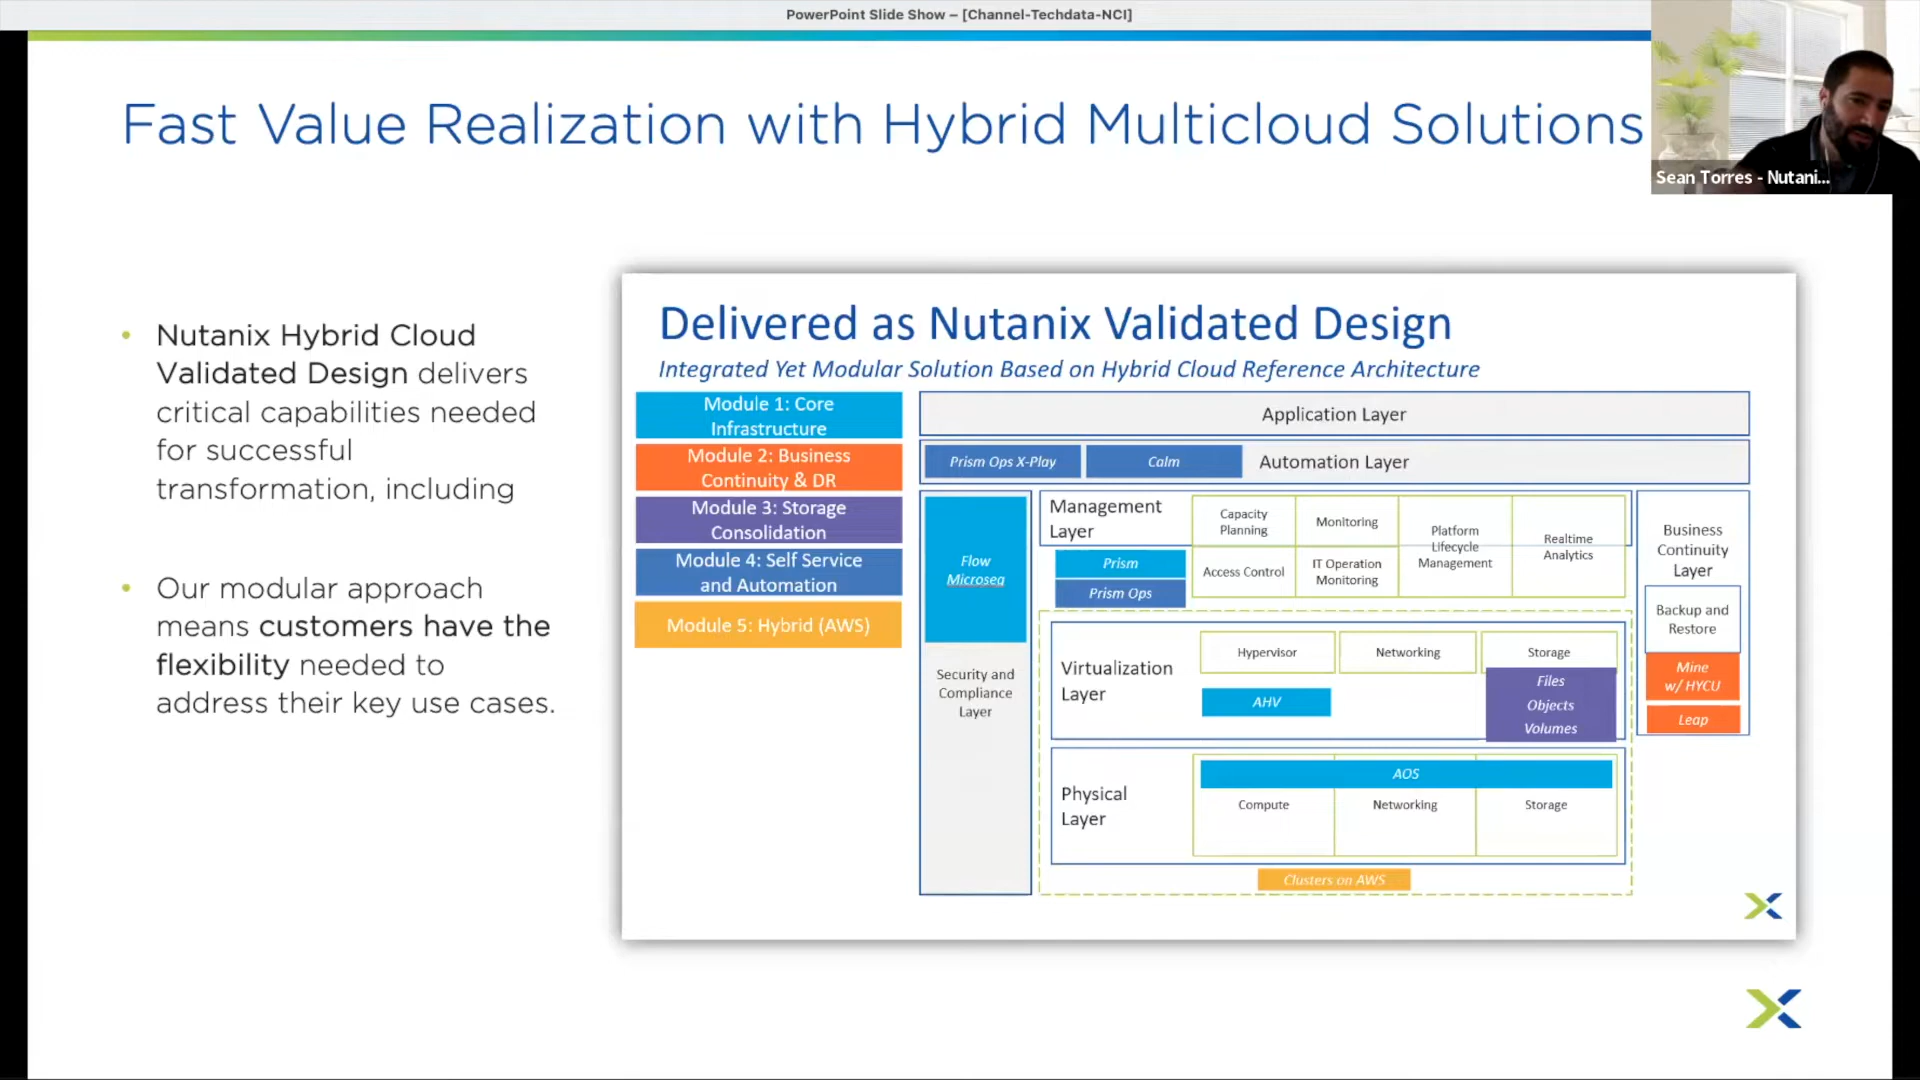 PowerPoint Slide Show – [Channel-Techdata-NCI]
Fast Value Realization with Hybrid Multicloud Solutions
Sean Torres - Nutani...
• Nutanix Hybrid Cloud
Validated Design delivers
critical capabilities needed
for successful
transformation, including
• Our modular approach
means customers have the
flexibility needed to
address their key use cases.
Delivered as Nutanix Validated Design
Integrated Yet Modular Solution Based on Hybrid Cloud Reference Architecture
Module 1: Core
Infrastructure
Module 2: Business
Continuity & DR
Module 3: Storage
Consolidation
Module 4: Self Service
and Automation
Module 5: Hybrid (AWS)
Application Layer
Prism Ops X-Play
Calm
Automation Layer
Flow
Microseg
Security and
Compliance
Layer
Management
Layer
Prism
Prism Ops
Capacity
Planning
Monitoring
Access Control
IT Operation
Monitoring
Platform
Lifecycle
Management
Realtime
Analytics
Virtualization
Layer
Hypervisor
Networking
Storage
AHV
Files
Objects
Volumes
Physical
Layer
AOS
Compute
Networking
Storage
Clusters on AWS
Business
Continuity
Layer
Backup and
Restore
Mine
w/ HYCU
Leap